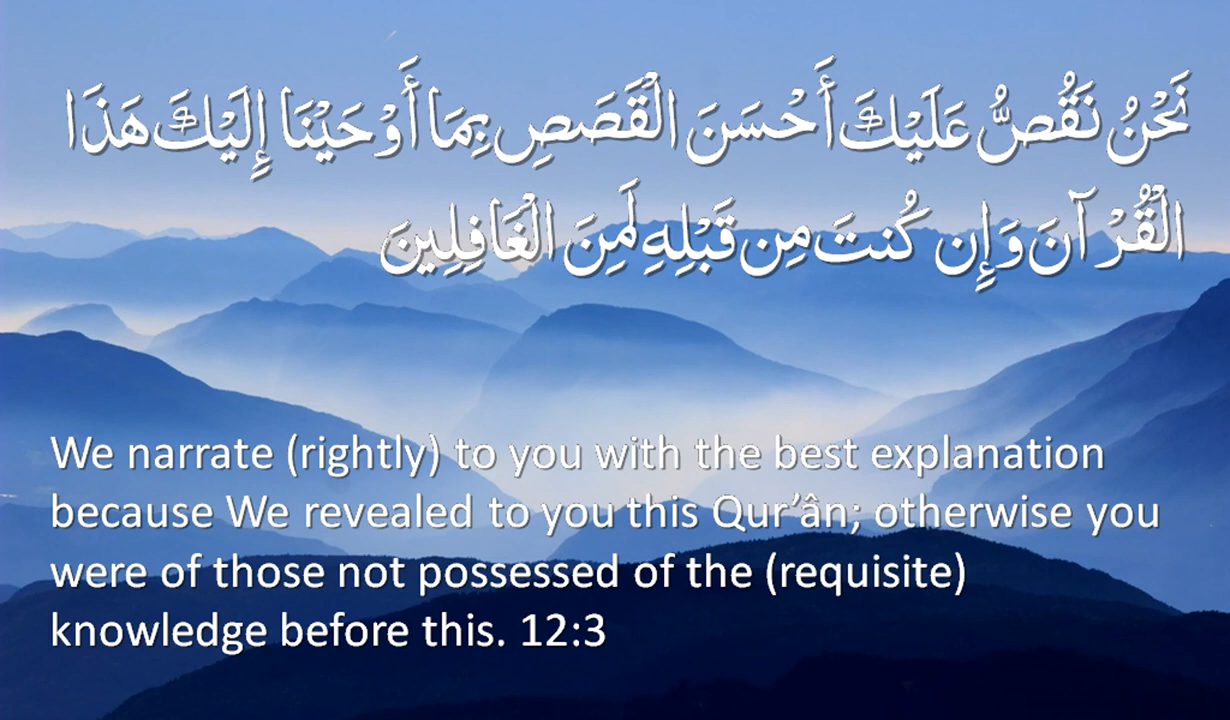 نَحْنُ نَقُصُّ عَلَيْكَ أَحْسَنَ الْقَصَصِ بِمَا أَوْحَيْنَا إِلَيْكَ هَذَا
الْقُرْآنَ وَإِن كُنتَ مِن قَبْلِهِ لَمِنَ الْغَافِلِينَ
We narrate (rightly) to you with the best explanation
because We revealed to you this Qur’ân; otherwise you
were of those not possessed of the (requisite)
knowledge before this. 12:3